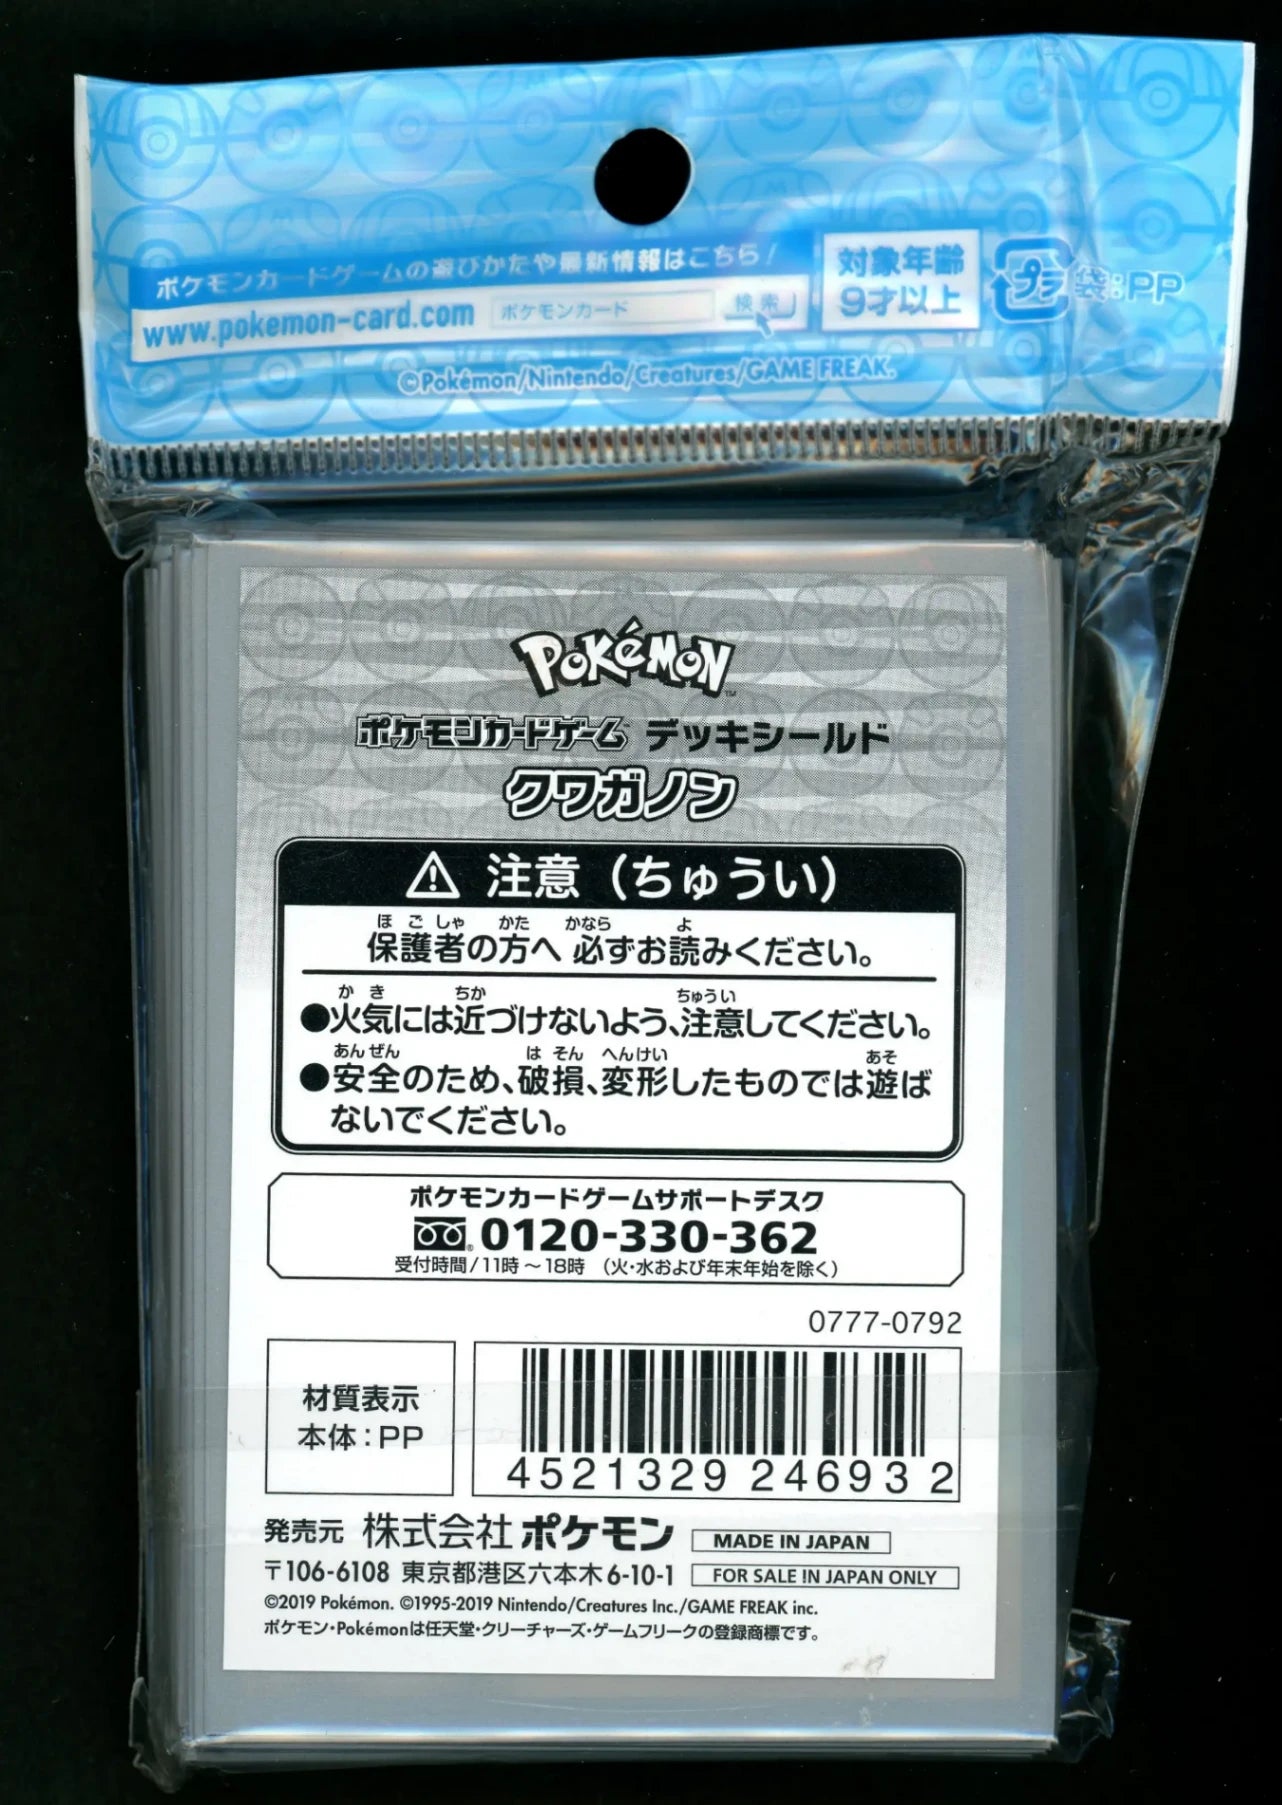 ポケモンカードゲームの遊びかたや最新情報はこちら!
www.pokemon-card.com ポケモンカード 検索
対象年齢
9才以上
プラ 袋:PP
©Pokémon/Nintendo/Creatures/GAME FREAK.
POKéMON™
ポケモンカードゲーム デッキシールド
クワガノン
⚠ 注意（ちゅうい）
ほごしゃ かた かなら よ
保護者の方へ 必ずお読みください。
かき ちか ちゅうい
●火気には近づけないよう、注意してください。
あんぜん はそん へんけい あそ
●安全のため、破損、変形したものでは遊ば
ないでください。
ポケモンカードゲームサポートデスク
0120-330-362
受付時間/11時～18時 （火・水および年末年始を除く）
0777-0792
材質表示
本体：PP
4521329 246932
発売元 株式会社ポケモン MADE IN JAPAN
〒106-6108 東京都港区六本木6-10-1 FOR SALE IN JAPAN ONLY
©2019 Pokémon. ©1995-2019 Nintendo/Creatures Inc./GAME FREAK inc.
ポケモン・Pokémonは任天堂・クリーチャーズ・ゲームフリークの登録商標です。